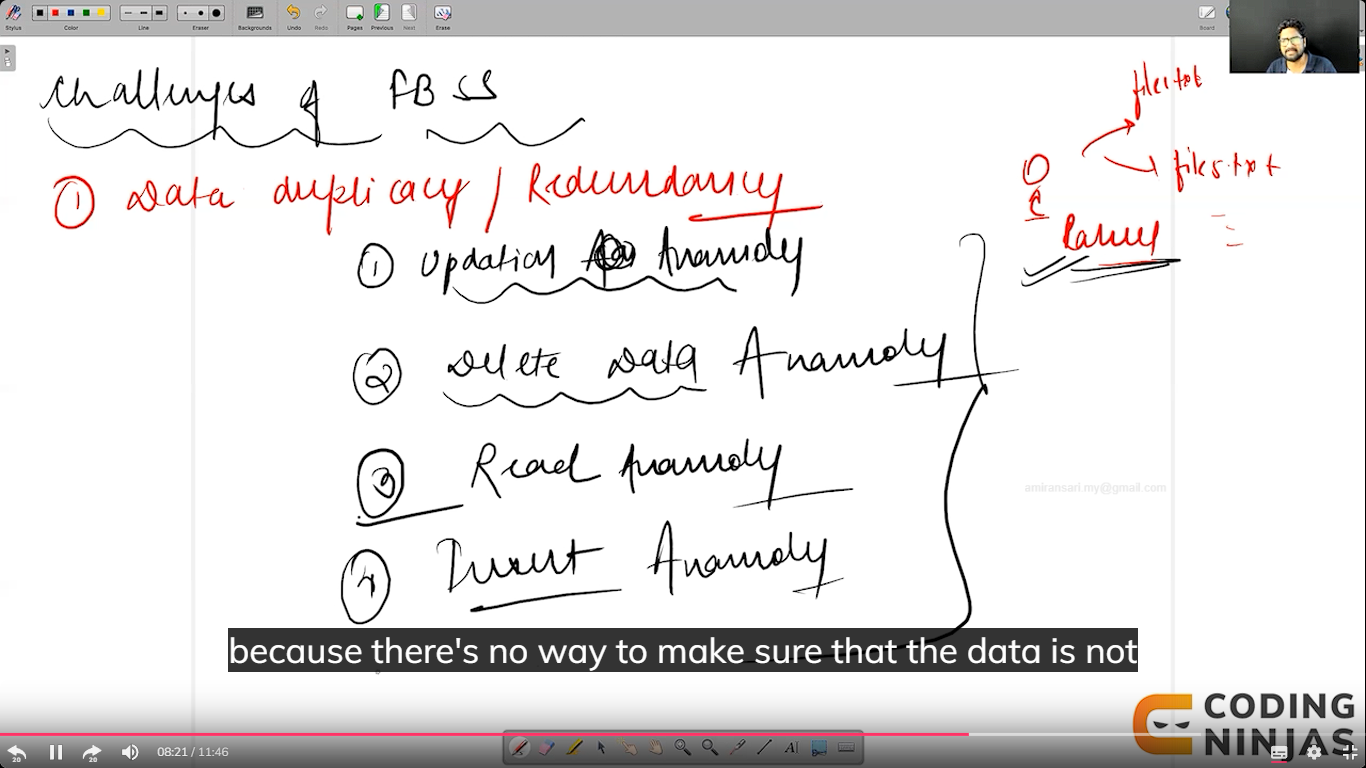 Stylus
Color
Line
Eraser
Backgrounds
Undo
Redo
Pages
Previous
Next
Erase
Board
Challenges of FBSS
① Data duplicacy / Redundancy
① Updation Anamoly
② Delete Data Anamoly
③ Read Anamoly
④ Insert Anamoly
file1.txt
file5.txt
C
amiransari.my@gmail.com
because there's no way to make sure that the data is not
CODING
NINJAS
20
20
08:21 / 11:46